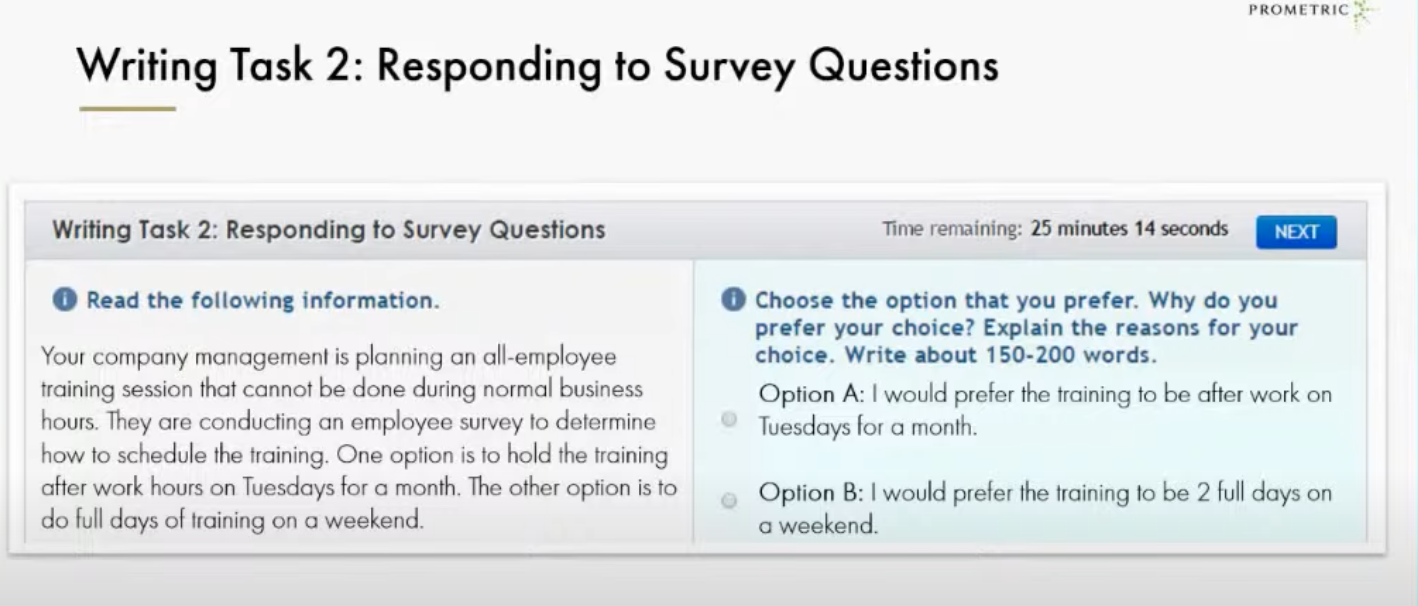 PROMETRIC
Writing Task 2: Responding to Survey Questions
Writing Task 2: Responding to Survey Questions
Time remaining: 25 minutes 14 seconds
NEXT
Read the following information.
Your company management is planning an all-employee
training session that cannot be done during normal business
hours. They are conducting an employee survey to determine
how to schedule the training. One option is to hold the training
after work hours on Tuesdays for a month. The other option is to
do full days of training on a weekend.
Choose the option that you prefer. Why do you
prefer your choice? Explain the reasons for your
choice. Write about 150-200 words.
Option A: I would prefer the training to be after work on
Tuesdays for a month.
Option B: I would prefer the training to be 2 full days on
a weekend.